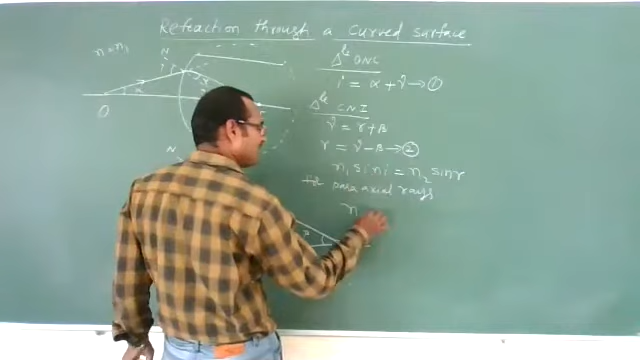 Refraction through a curved surface
n = n₁
N
i
r
α
O
N
Δˡᵉ ONC
i = α + γ → ①
Δˡᵉ CNI
γ = r + β
r = γ - β → ②
n₁ sin i = n₂ sin r
for para axial rays
n